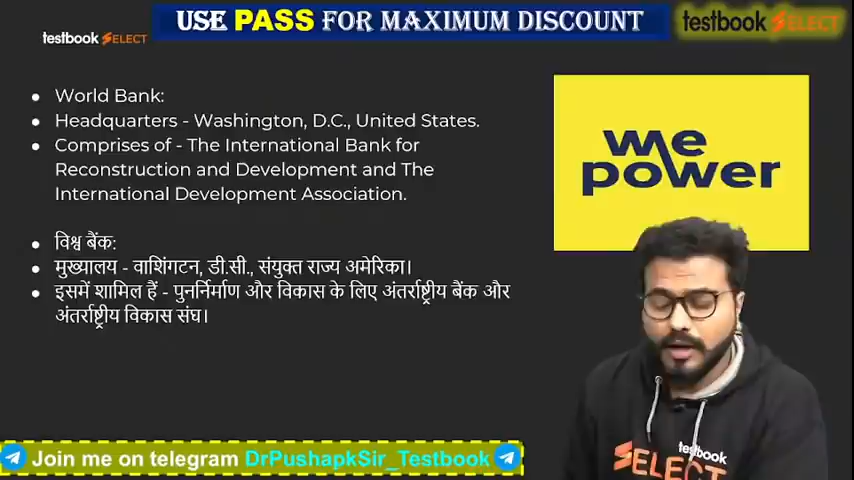 USE PASS FOR MAXIMUM DISCOUNT
testbook SELECT
testbook SELECT
World Bank:
Headquarters - Washington, D.C., United States.
Comprises of - The International Bank for
Reconstruction and Development and The
International Development Association.
विश्व बैंक:
मुख्यालय - वाशिंगटन, डी.सी., संयुक्त राज्य अमेरिका।
इसमें शामिल हैं - पुनर्निर्माण और विकास के लिए अंतर्राष्ट्रीय बैंक और
अंतर्राष्ट्रीय विकास संघ।
we
power
testbook
SELECT
Join me on telegram DrPushapkSir_Testbook